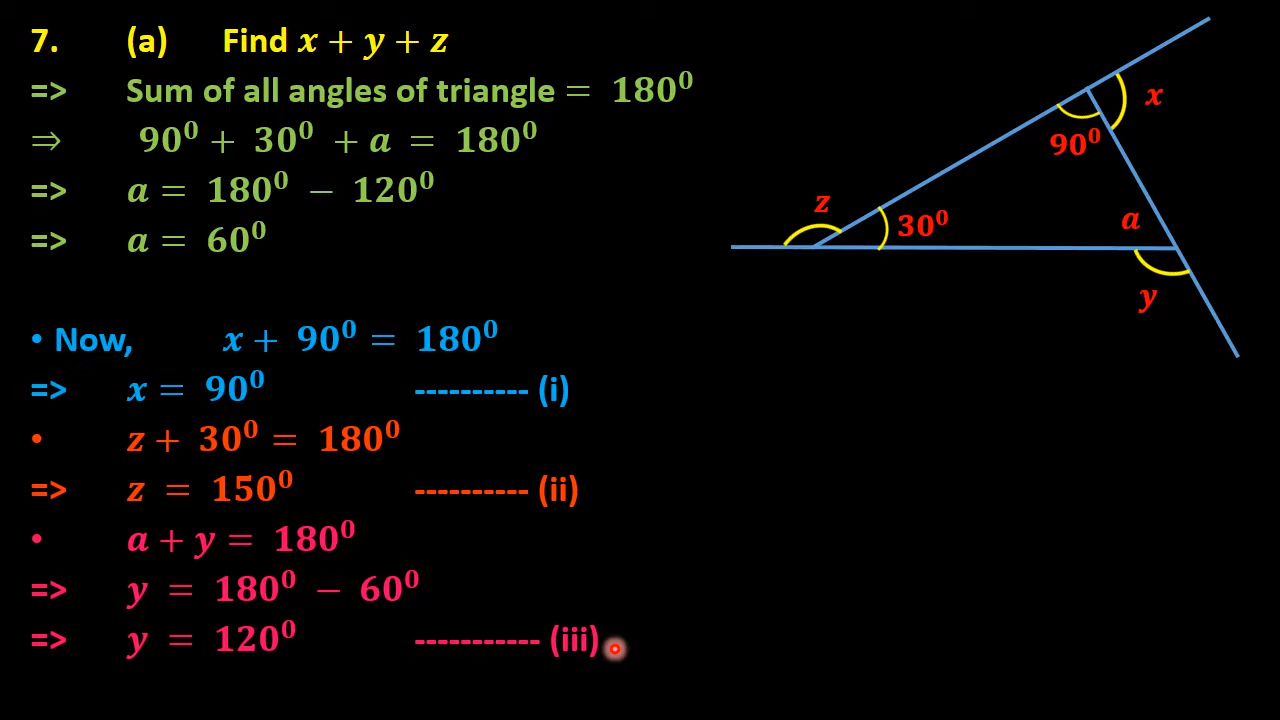 7. (a) Find x + y + z
=> Sum of all angles of triangle = 180⁰
⇒ 90⁰ + 30⁰ + a = 180⁰
=> a = 180⁰ − 120⁰
=> a = 60⁰
• Now, x + 90⁰ = 180⁰
=> x = 90⁰ ---------- (i)
• z + 30⁰ = 180⁰
=> z = 150⁰ ---------- (ii)
• a + y = 180⁰
=> y = 180⁰ − 60⁰
=> y = 120⁰ ----------- (iii)
x
90⁰
z
30⁰
a
y